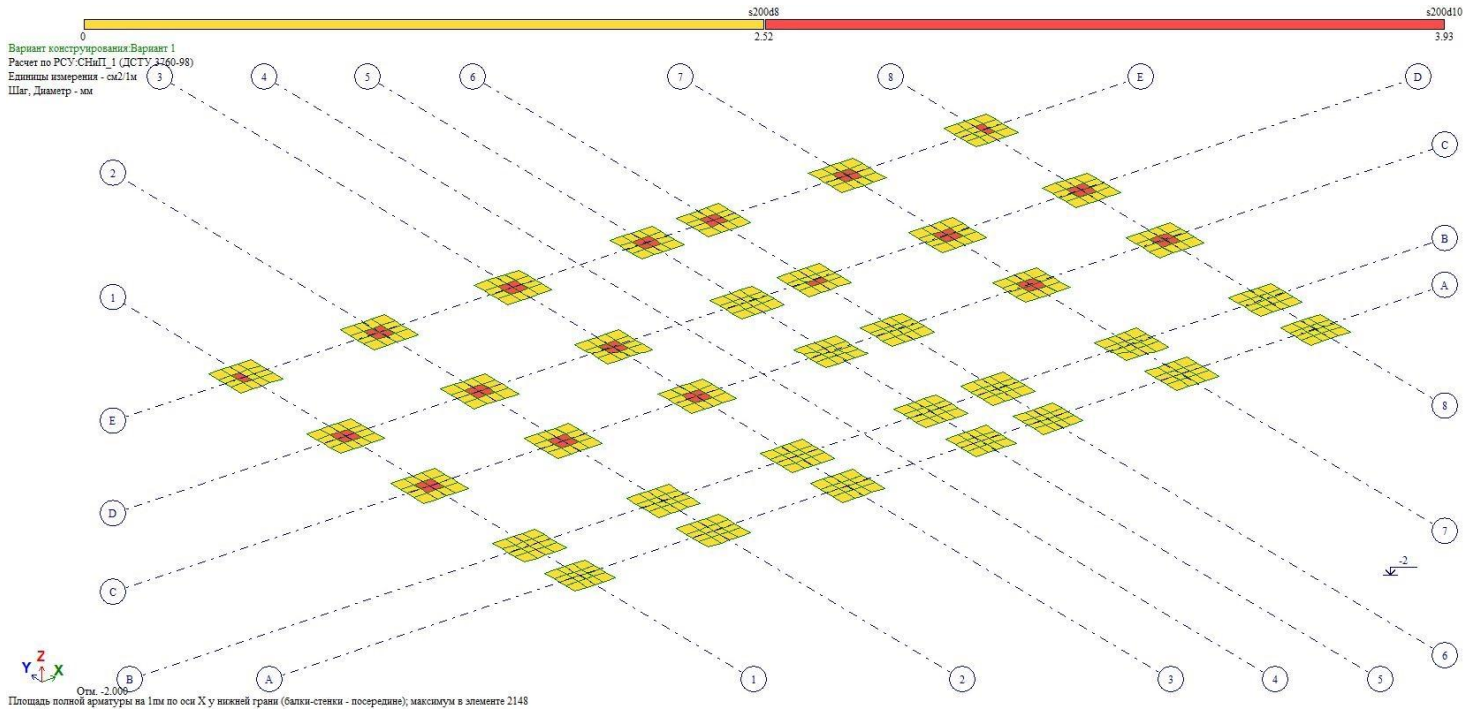 s200d8 s200d10
0 2.52 3.93
Вариант конструирования:Вариант 1
Расчет по РСУ:СНиП_1 (ДСТУ 3760-98)
Единицы измерения - см2/1м
Шаг, Диаметр - мм
3 4 5 6 7 8 E D
C
2
B
A
1
8
E
D
7
C
-2
6
Z
Y X
B A 1 2 3 4 5
Отм. -2.000
Площадь полной арматуры на 1пм по оси X у нижней грани (балки-стенки - посередине); максимум в элементе 2148